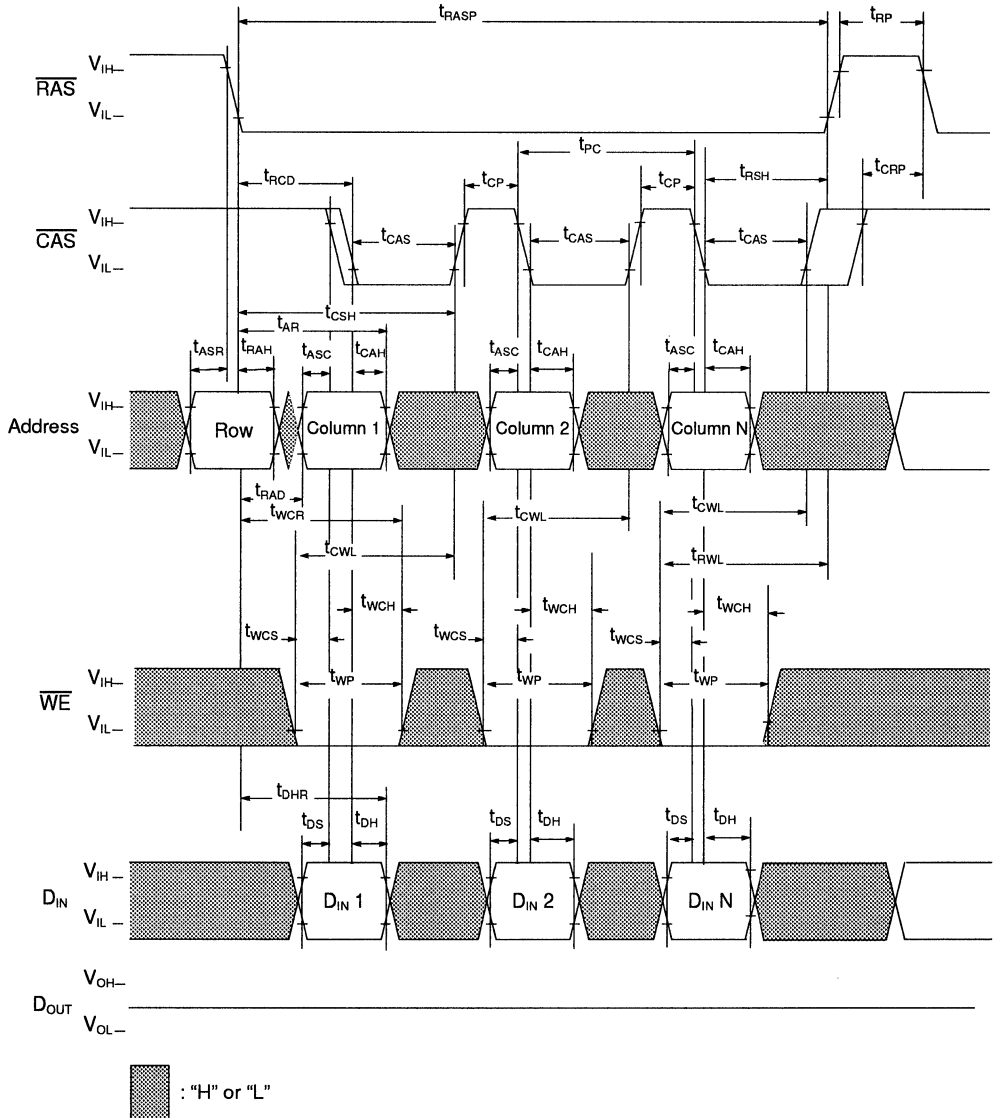 tRASP
tRP
VIH
RAS
VIL
tPC
tRCD
tCP
tCP
tRSH
tCRP
VIH
CAS
tCAS
tCAS
tCAS
VIL
tCSH
tAR
tASR
tRAH
tASC
tCAH
tASC
tCAH
tASC
tCAH
VIH
Address
Row
Column 1
Column 2
Column N
VIL
tRAD
tWCR
tCWL
tCWL
tCWL
tRWL
tWCH
tWCH
tWCH
tWCS
tWCS
tWCS
VIH
WE
tWP
tWP
tWP
VIL
tDHR
tDS
tDH
tDS
tDH
tDS
tDH
VIH
DIN
DIN 1
DIN 2
DIN N
VIL
VOH
DOUT
VOL
: “H” or “L”